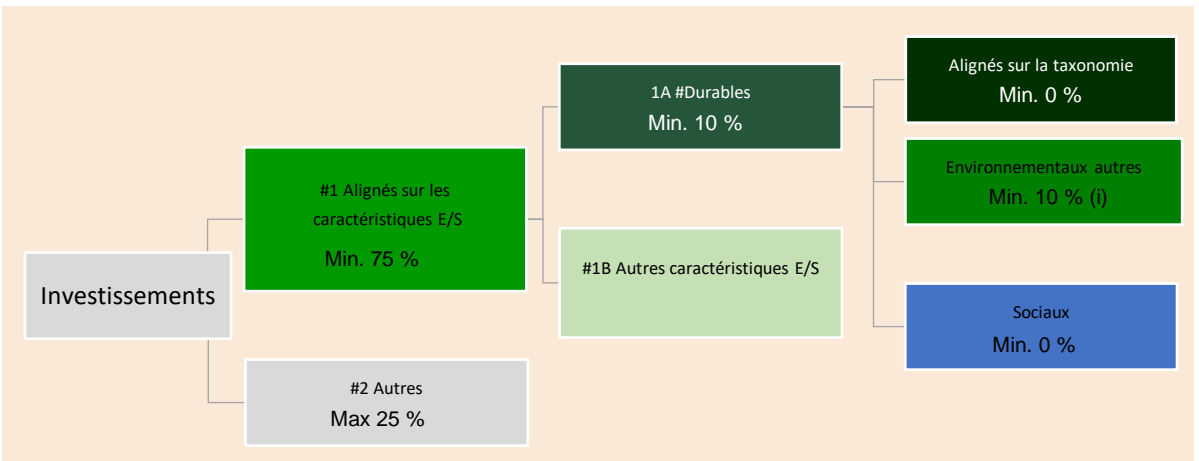 Investissements
#1 Alignés sur les
caractéristiques E/S
Min. 75 %
#2 Autres
Max 25 %
1A #Durables
Min. 10 %
#1B Autres caractéristiques E/S
Alignés sur la taxonomie
Min. 0 %
Environnementaux autres
Min. 10 % (i)
Sociaux
Min. 0 %